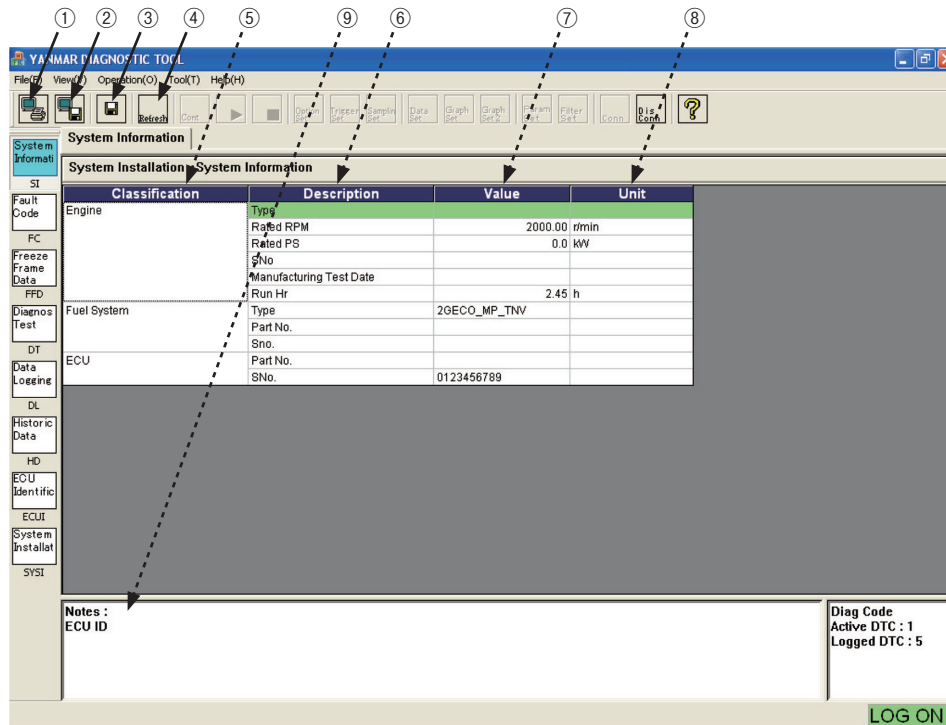 ① ② ③ ④ ⑤ ⑨ ⑥ ⑦ ⑧
YANMAR DIAGNOSTIC TOOL
File(F) View(V) Operation(O) Tool(T) Help(H)
Refresh Cont Option Set Trigger Set Samplin Set Data Set Graph Set Graph Set2 Param Set Filter Set Conn Dis Conn ?
System Informati
SI
Fault Code
FC
Freeze Frame Data
FFD
Diagnos Test
DT
Data Logging
DL
Historic Data
HD
ECU Identific
ECUI
System Installat
SYSI
System Information
System Installation System Information
Classification Description Value Unit
Engine Type
Rated RPM 2000.00 r/min
Rated PS 0.0 kW
SNo
Manufacturing Test Date
Run Hr 2.45 h
Fuel System Type 2GECO_MP_TNV
Part No.
Sno.
ECU Part No.
SNo. 0123456789
Notes :
ECU ID
Diag Code
Active DTC : 1
Logged DTC : 5
LOG ON